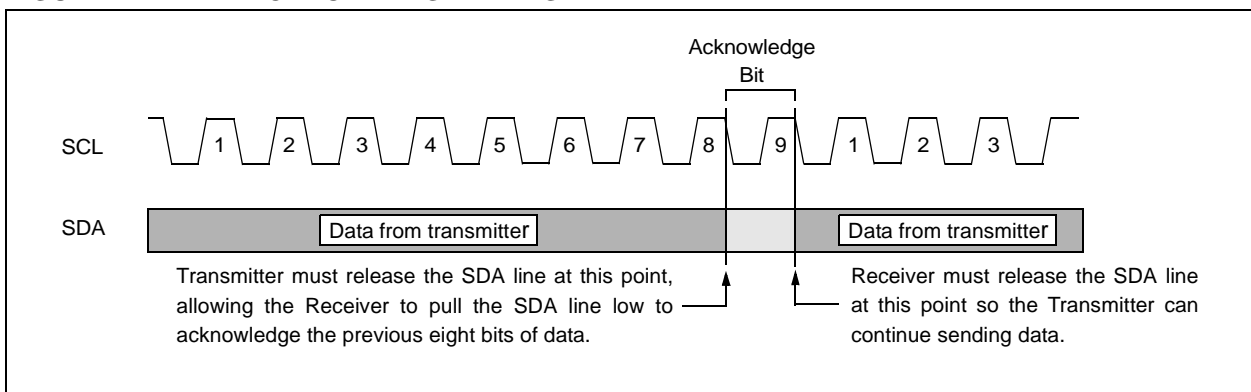 Acknowledge
Bit
SCL
1 2 3 4 5 6 7 8 9 1 2 3
SDA
Data from transmitter
Data from transmitter
Transmitter must release the SDA line at this point,
allowing the Receiver to pull the SDA line low to
acknowledge the previous eight bits of data.
Receiver must release the SDA line
at this point so the Transmitter can
continue sending data.